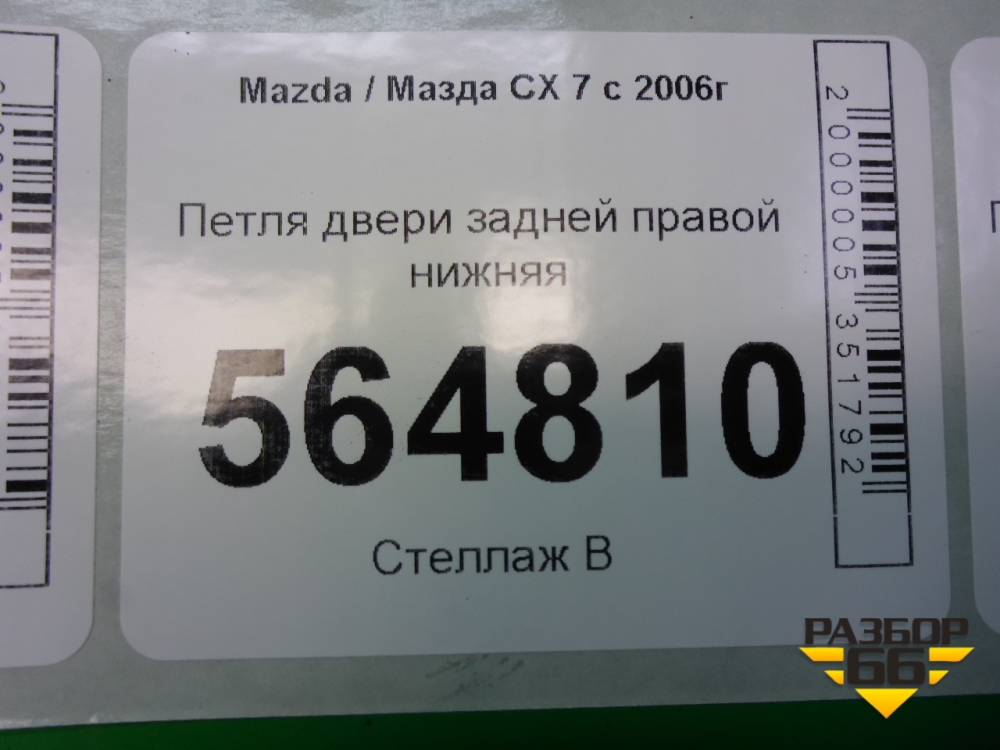 Mazda / Мазда CX 7 с 2006г
Петля двери задней правой
нижняя
564810
Стеллаж В
2000005351792
РАЗБОР
66